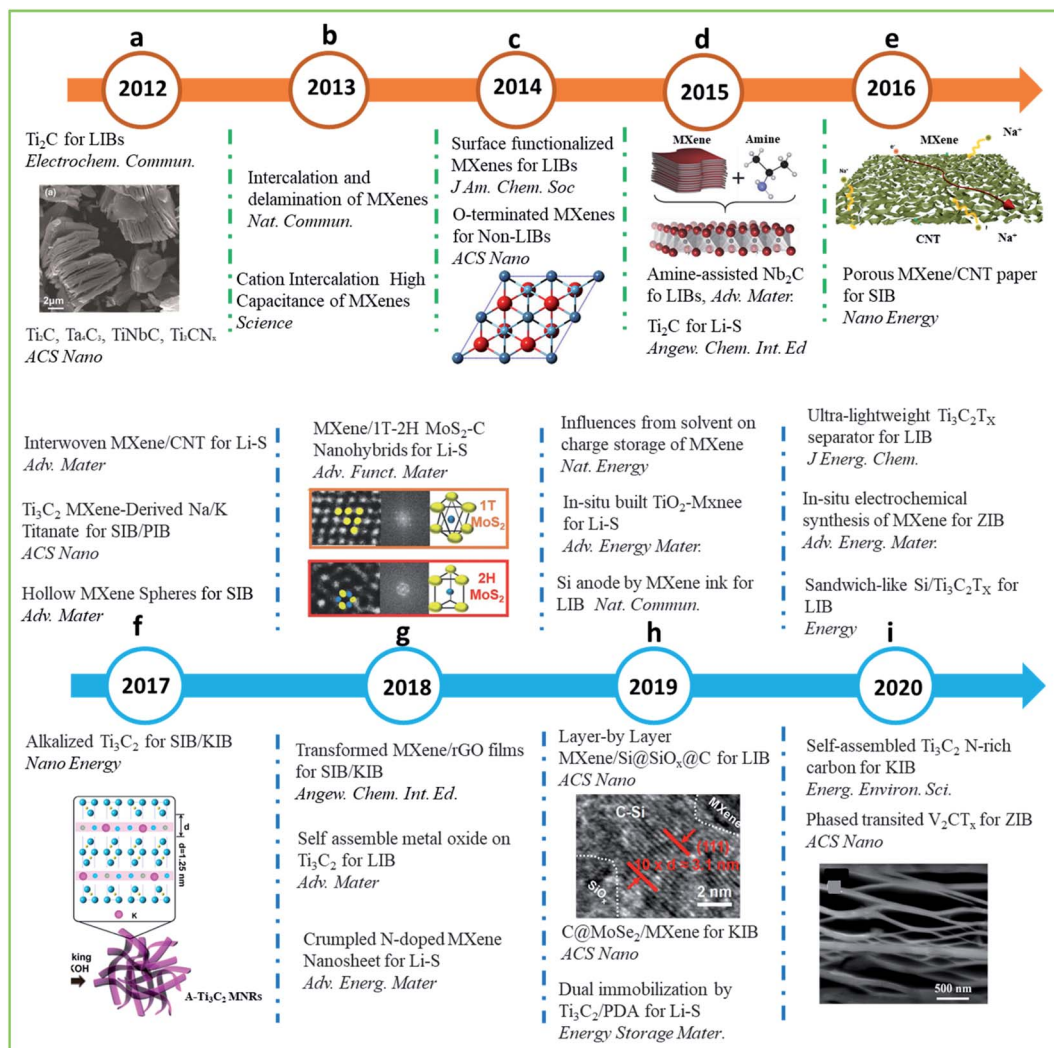 a
b
c
d
e
2012
2013
2014
2015
2016
Ti₂C for LIBs
Electrochem. Commun.
(a)
2μm
Ti₂C, Ta₄C₃, TiNbC, Ti₃CNₓ
ACS Nano
Intercalation and
delamination of MXenes
Nat. Commun.
Cation Intercalation High
Capacitance of MXenes
Science
Surface functionalized
MXenes for LIBs
J Am. Chem. Soc
O-terminated MXenes
for Non-LIBs
ACS Nano
MXene
Amine
+
Amine-assisted Nb₂C
fo LIBs, Adv. Mater.
Ti₂C for Li-S
Angew. Chem. Int. Ed
MXene
Na⁺
Na⁺
e⁻
CNT
Na⁺
Porous MXene/CNT paper
for SIB
Nano Energy
Interwoven MXene/CNT for Li-S
Adv. Mater
Ti₃C₂ MXene-Derived Na/K
Titanate for SIB/PIB
ACS Nano
Hollow MXene Spheres for SIB
Adv. Mater
MXene/1T-2H MoS₂-C
Nanohybrids for Li-S
Adv. Funct. Mater
1T
MoS₂
2H
MoS₂
Influences from solvent on
charge storage of MXene
Nat. Energy
In-situ built TiO₂-Mxnee
for Li-S
Adv. Energy Mater.
Si anode by MXene ink for
LIB Nat. Commun.
Ultra-lightweight Ti₃C₂Tₓ
separator for LIB
J Energ. Chem.
In-situ electrochemical
synthesis of MXene for ZIB
Adv. Energ. Mater.
Sandwich-like Si/Ti₃C₂Tₓ for
LIB
Energy
f
g
h
i
2017
2018
2019
2020
Alkalized Ti₃C₂ for SIB/KIB
Nano Energy
d
d=1.25 nm
K
king
KOH
A-Ti₃C₂ MNRs
Transformed MXene/rGO films
for SIB/KIB
Angew. Chem. Int. Ed.
Self assemble metal oxide on
Ti₃C₂ for LIB
Adv. Mater
Crumpled N-doped MXene
Nanosheet for Li-S
Adv. Energ. Mater
Layer-by Layer
MXene/Si@SiOₓ@C for LIB
ACS Nano
C-Si
MXene
(111)
10 x d = 3.1 nm
SiOₓ
2 nm
C@MoSe₂/MXene for KIB
ACS Nano
Dual immobilization by
Ti₃C₂/PDA for Li-S
Energy Storage Mater.
Self-assembled Ti₃C₂ N-rich
carbon for KIB
Energ. Environ. Sci.
Phased transited V₂CTₓ for ZIB
ACS Nano
500 nm